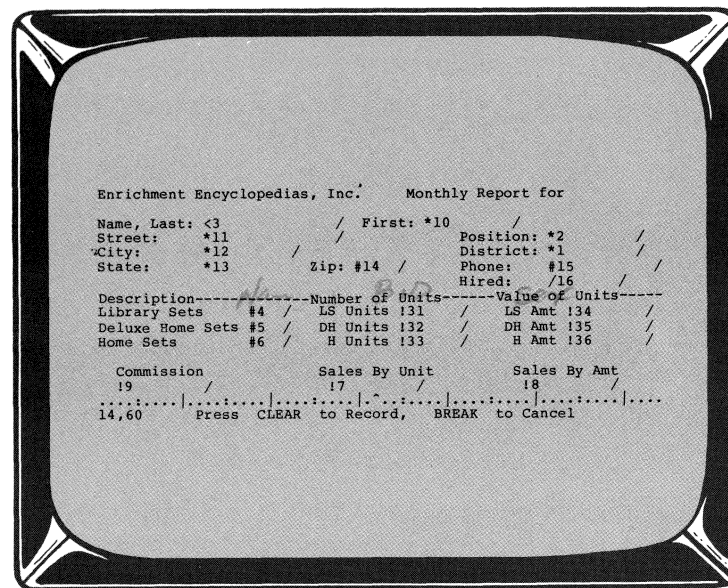 Enrichment Encyclopedias, Inc. Monthly Report for
Name, Last: <3 / First: *10 /
Street: *11 / Position: *2 /
City: *12 / District: *1 /
State: *13 Zip: #14 / Phone: #15 /
Hired: /16 /
Description---------Number of Units------Value of Units-----
Library Sets #4 / LS Units !31 / LS Amt !34 /
Deluxe Home Sets #5 / DH Units !32 / DH Amt !35 /
Home Sets #6 / H Units !33 / H Amt !36 /
Commission Sales By Unit Sales By Amt
!9 / !7 / !8 /
....:....|....:....|....:....|.^..:....|....:....|....:....|....
14,60 Press CLEAR to Record, BREAK to Cancel